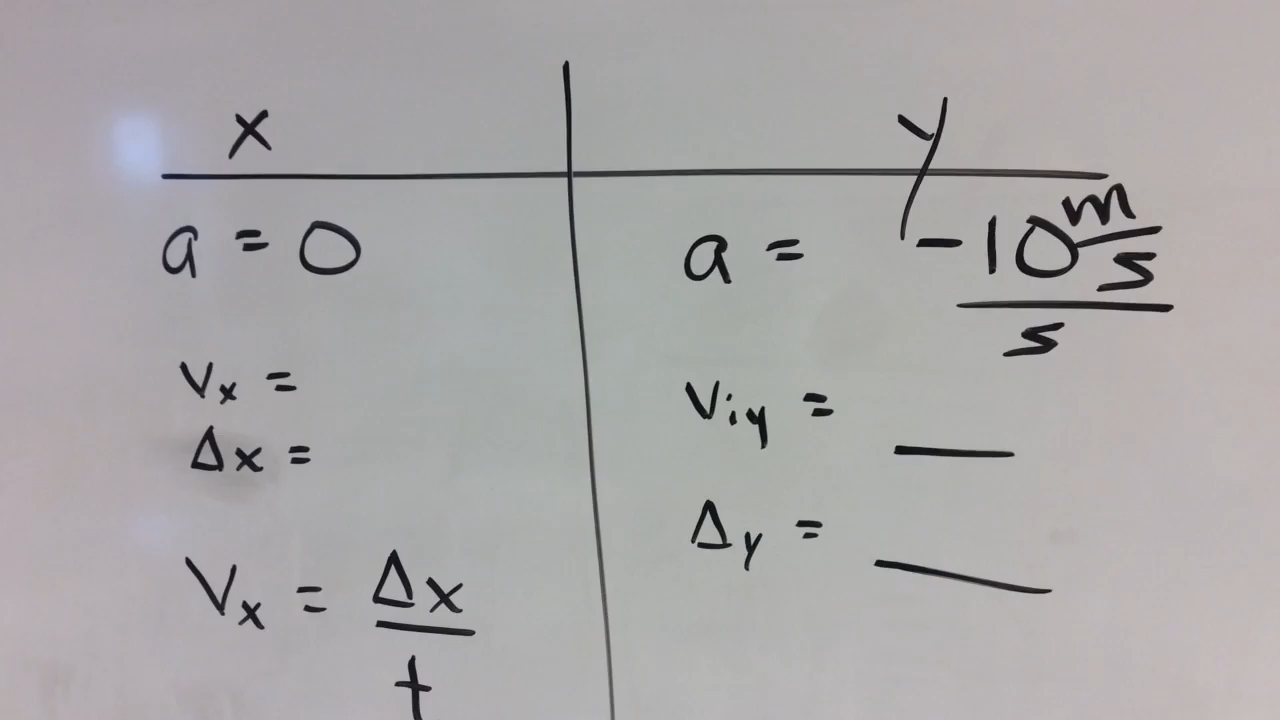 x
y
a = 0
a = -10 m/s / s
Vx =
Δx =
Viy =
Δy =
Vx = Δx / t